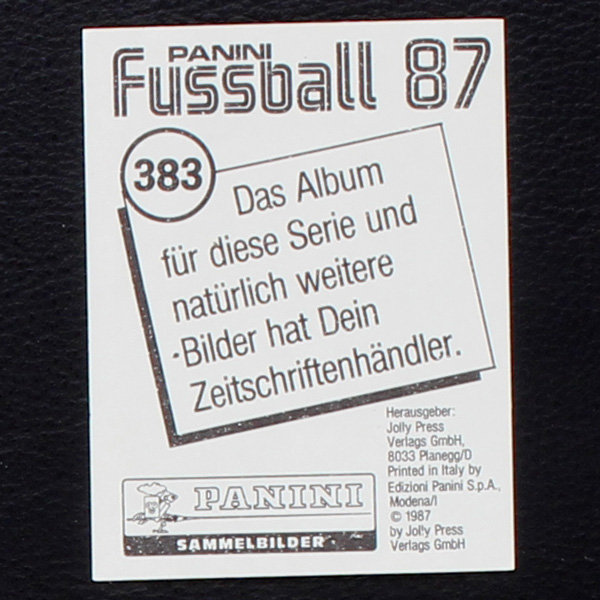 PANINI
Fussball 87
383
Das Album
für diese Serie und
natürlich weitere
·Bilder hat Dein
Zeitschriftenhändler.
Herausgeber:
Jolly Press
Verlags GmbH,
8033 Planegg/D
Printed in Italy by
Edizioni Panini S.p.A.,
Modena/I
© 1987
by Jolly Press
Verlags GmbH
PANINI
SAMMELBILDER